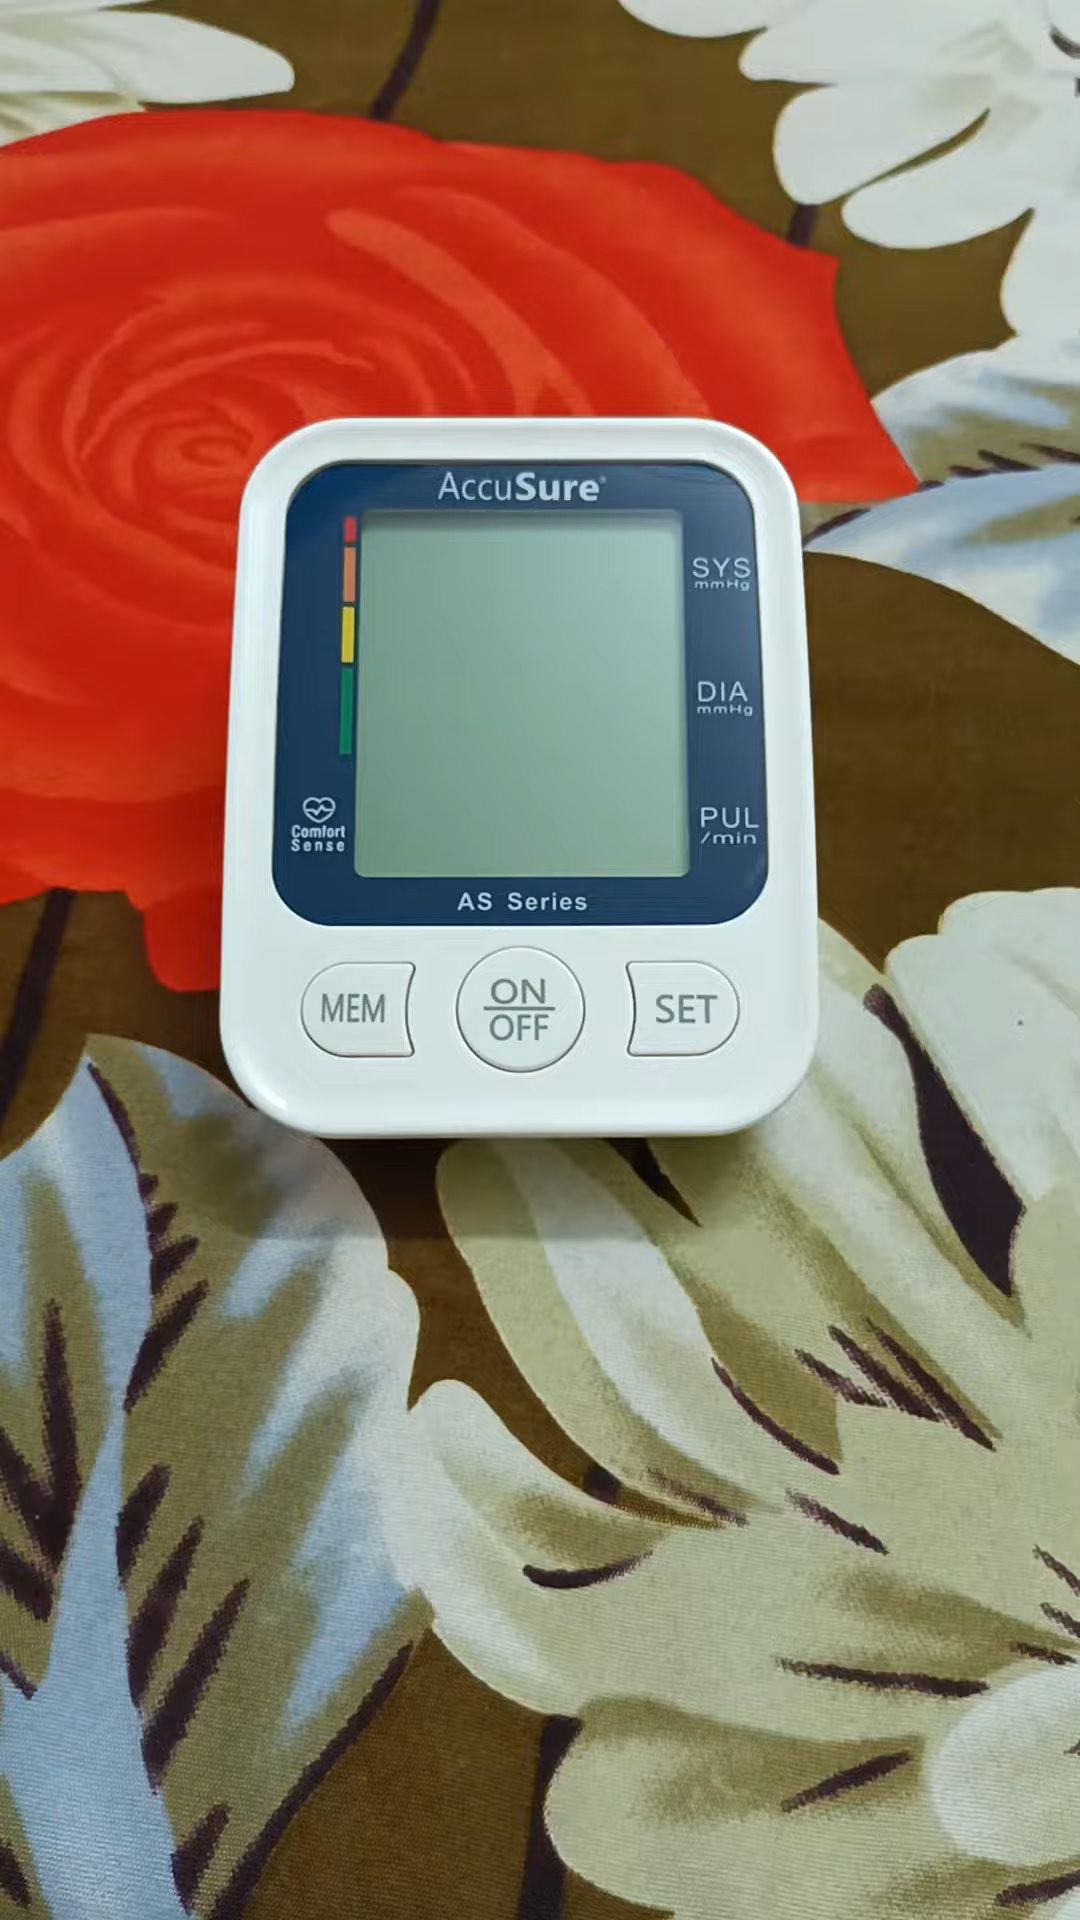 AccuSure
SYS
mmHg
DIA
mmHg
PUL
/min
Comfort
Sense
AS Series
MEM
ON
OFF
SET